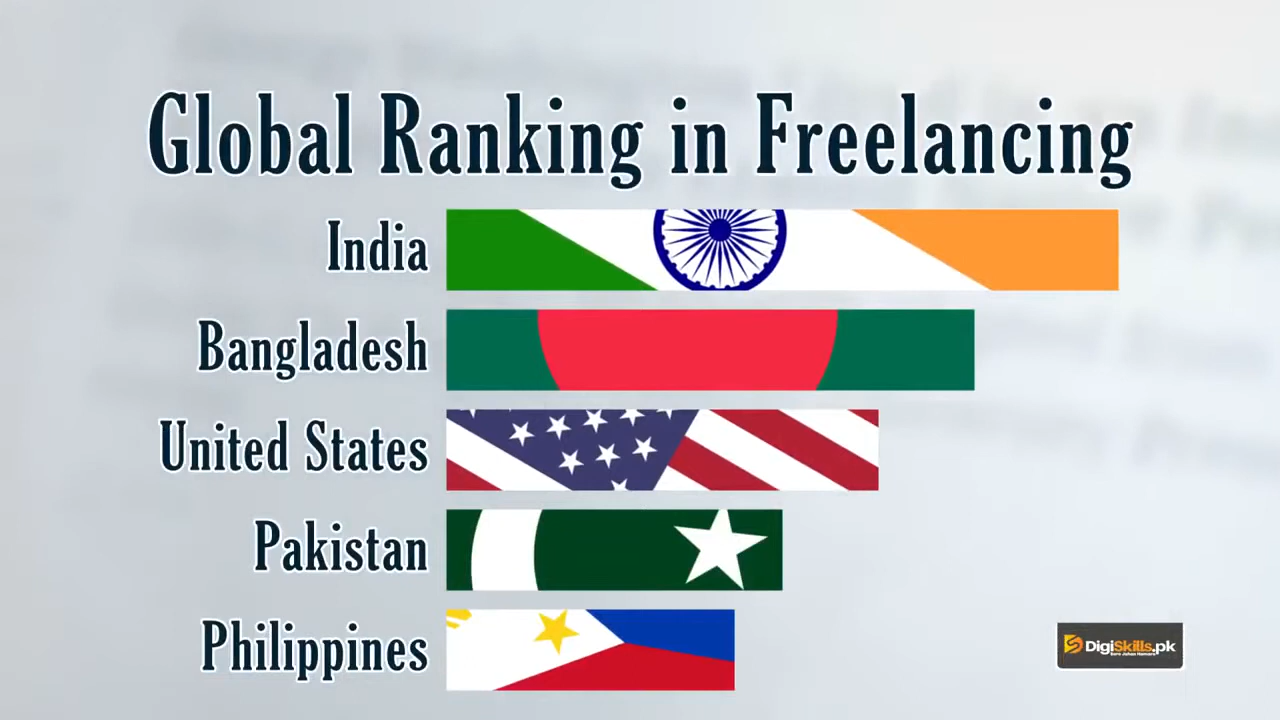 Global Ranking in Freelancing
India
Bangladesh
United States
Pakistan
Philippines
DigiSkills.pk